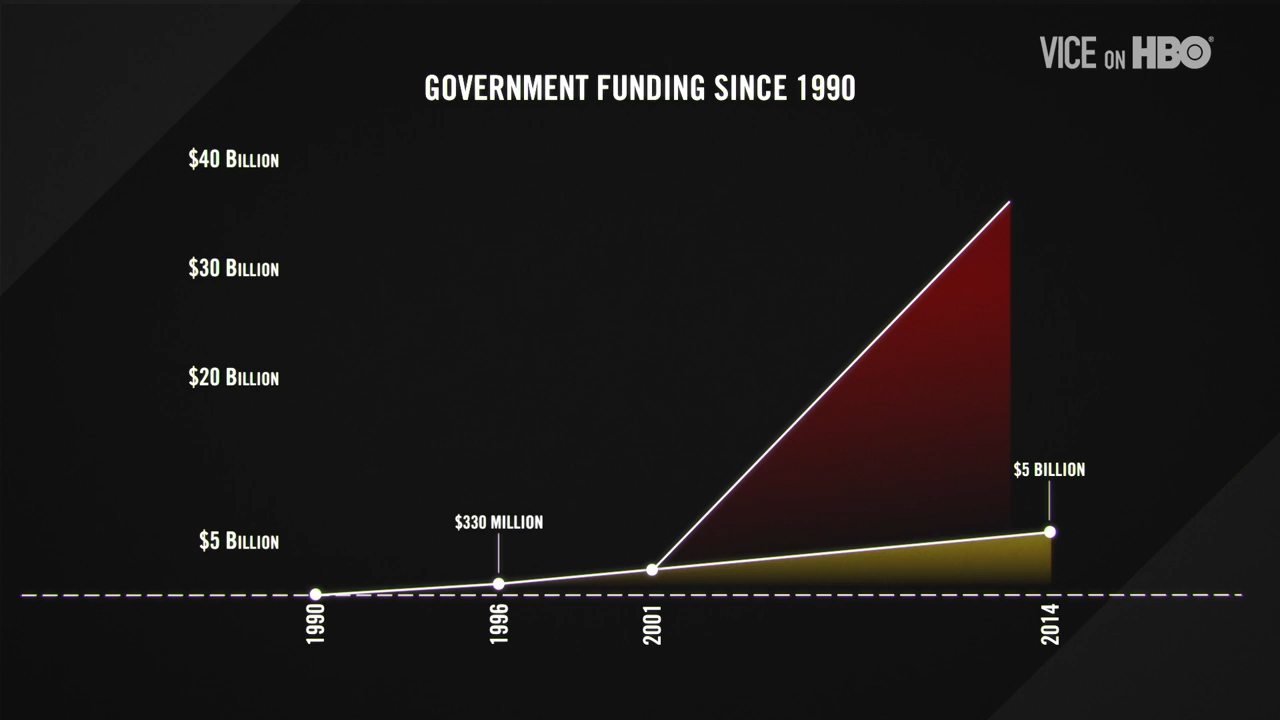 VICE ON HBO®
GOVERNMENT FUNDING SINCE 1990
$40 BILLION
$30 BILLION
$20 BILLION
$5 BILLION
$330 MILLION
$5 BILLION
1990
1996
2001
2014